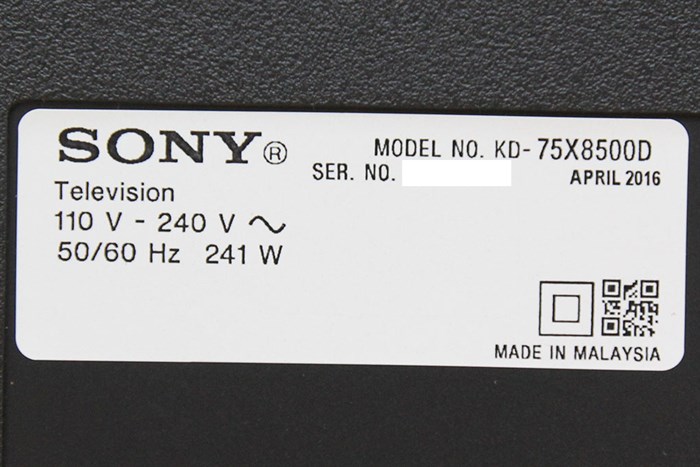 SONY®
MODEL NO. KD-75X8500D
SER. NO.
APRIL 2016
Television
110 V - 240 V ~
50/60 Hz 241 W
MADE IN MALAYSIA